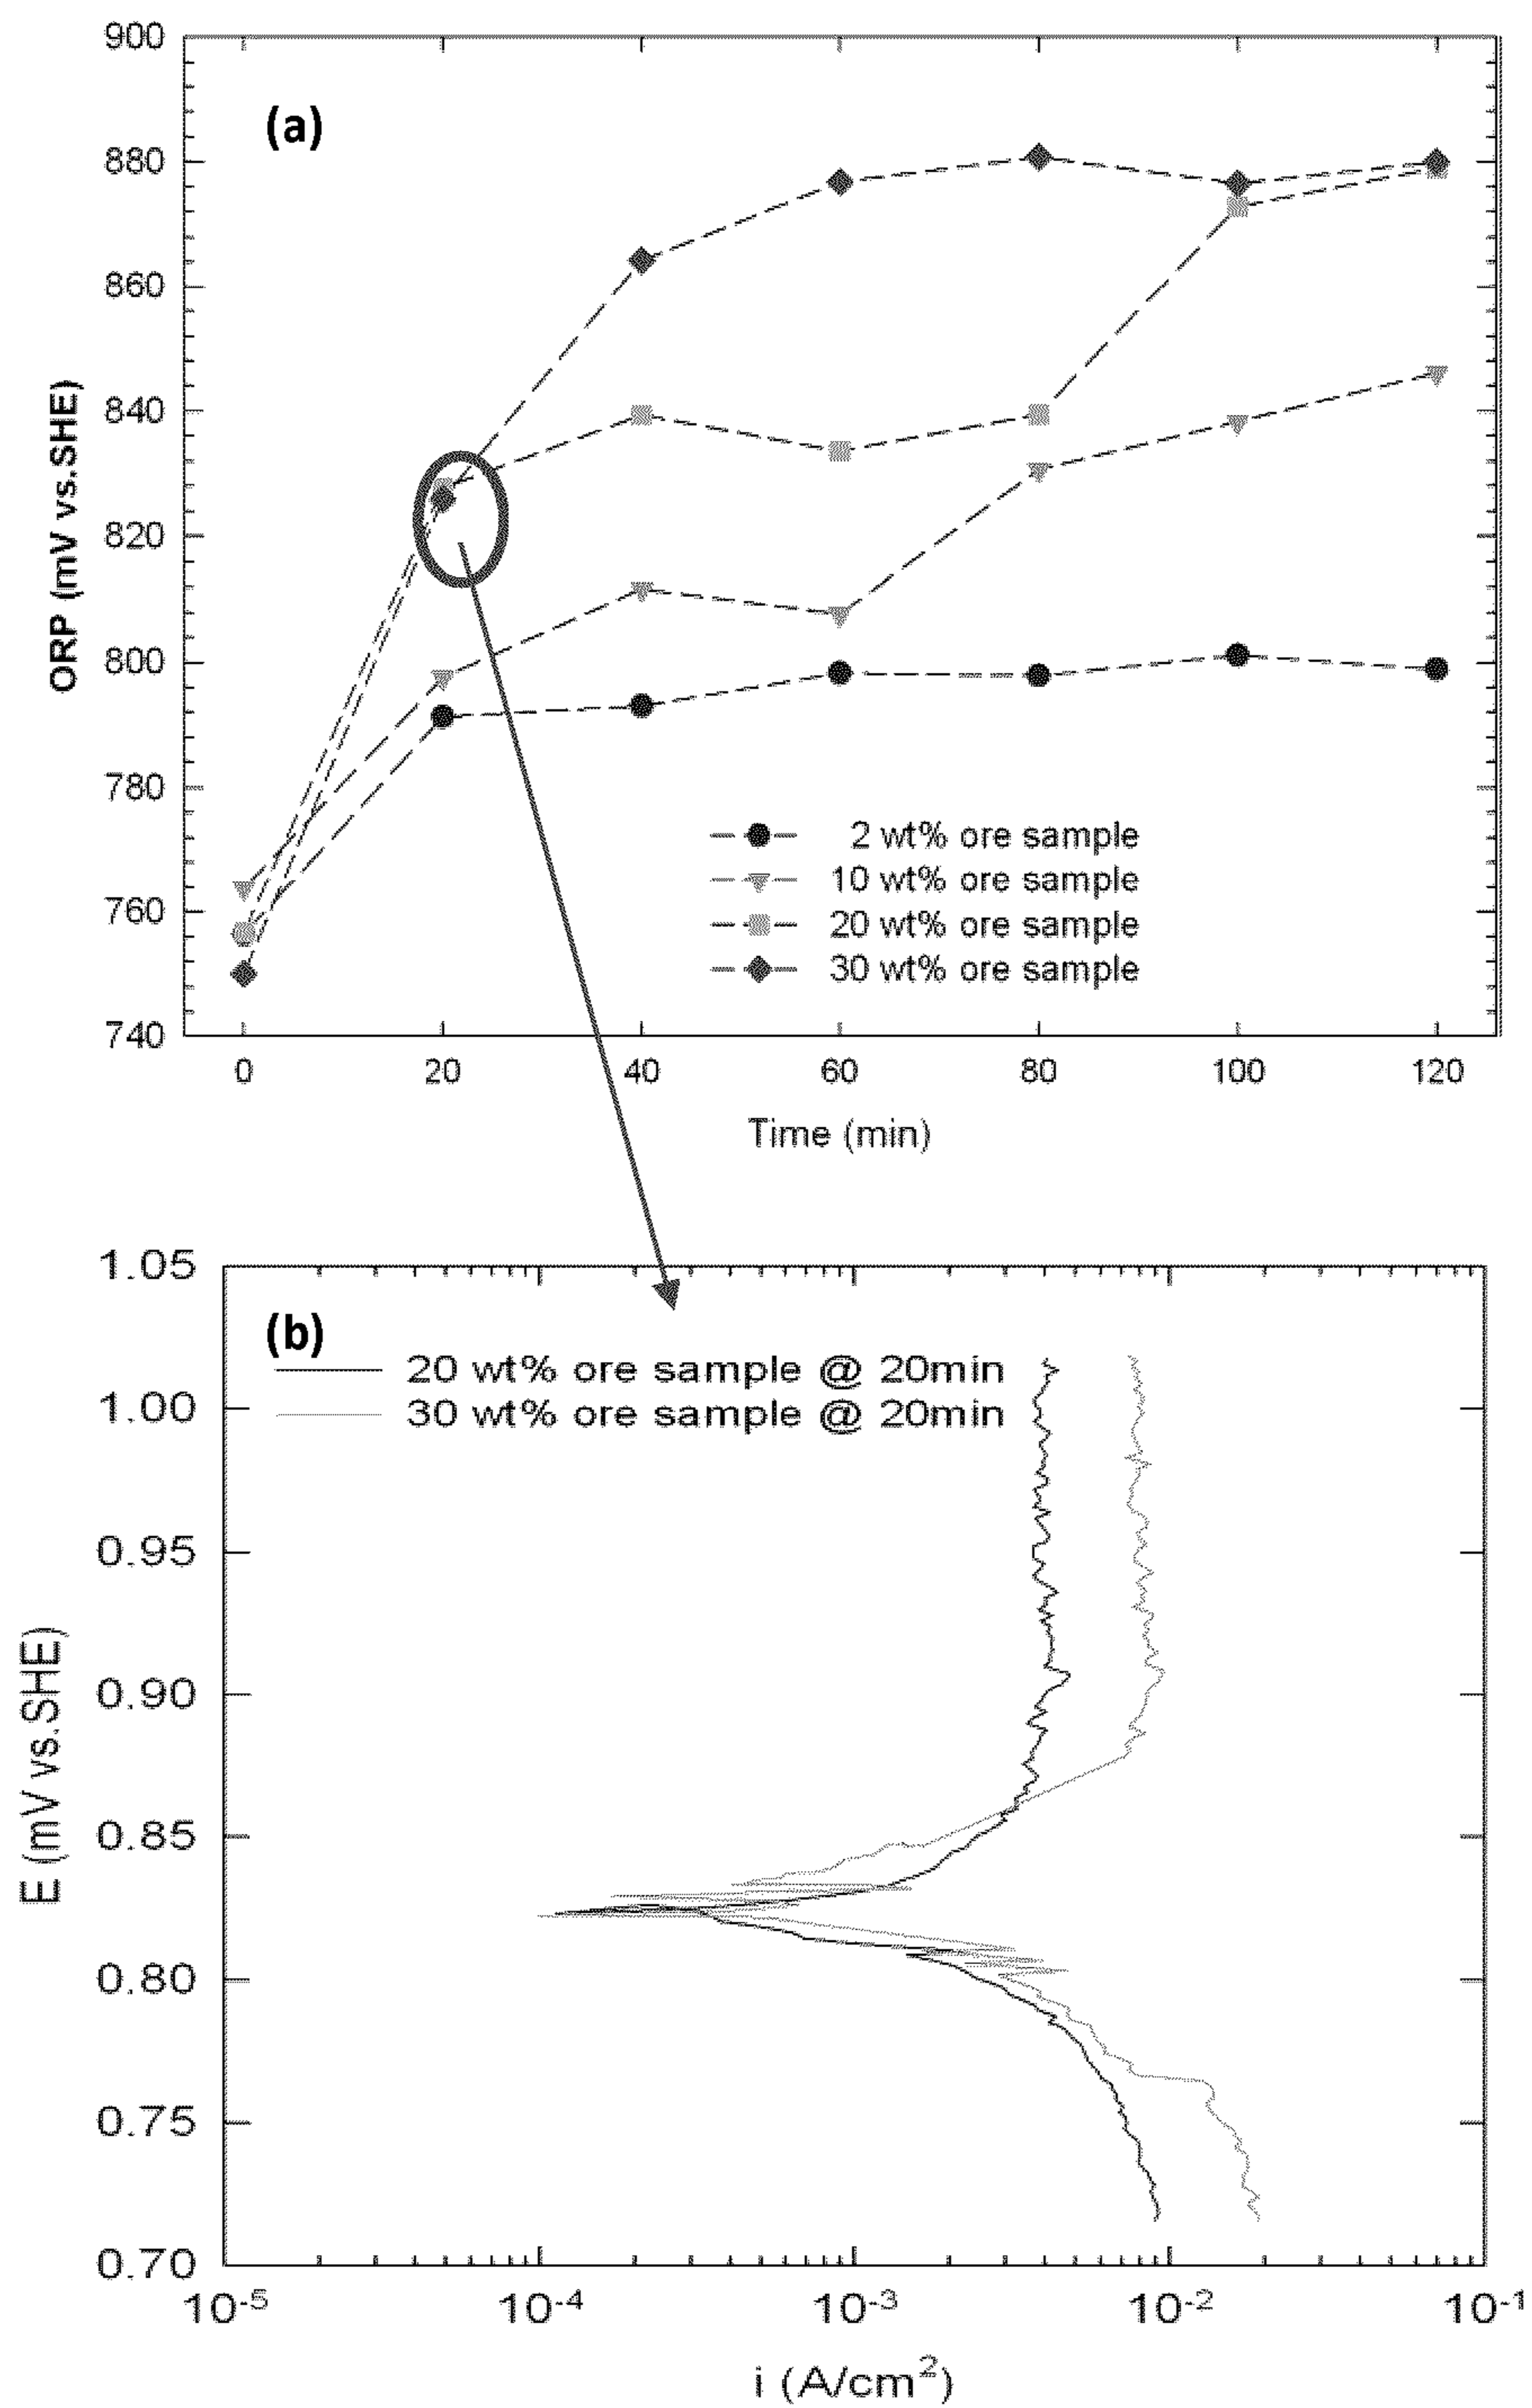 900
(a)
880
860
840
820
800
780
760
740
ORP (mV vs.SHE)
2 wt% ore sample
10 wt% ore sample
20 wt% ore sample
30 wt% ore sample
0 20 40 60 80 100 120
Time (min)
1.05
(b)
20 wt% ore sample @ 20min
30 wt% ore sample @ 20min
1.00
0.95
0.90
0.85
0.80
0.75
0.70
E (mV vs.SHE)
10⁻⁵ 10⁻⁴ 10⁻³ 10⁻² 10⁻¹
i (A/cm²)